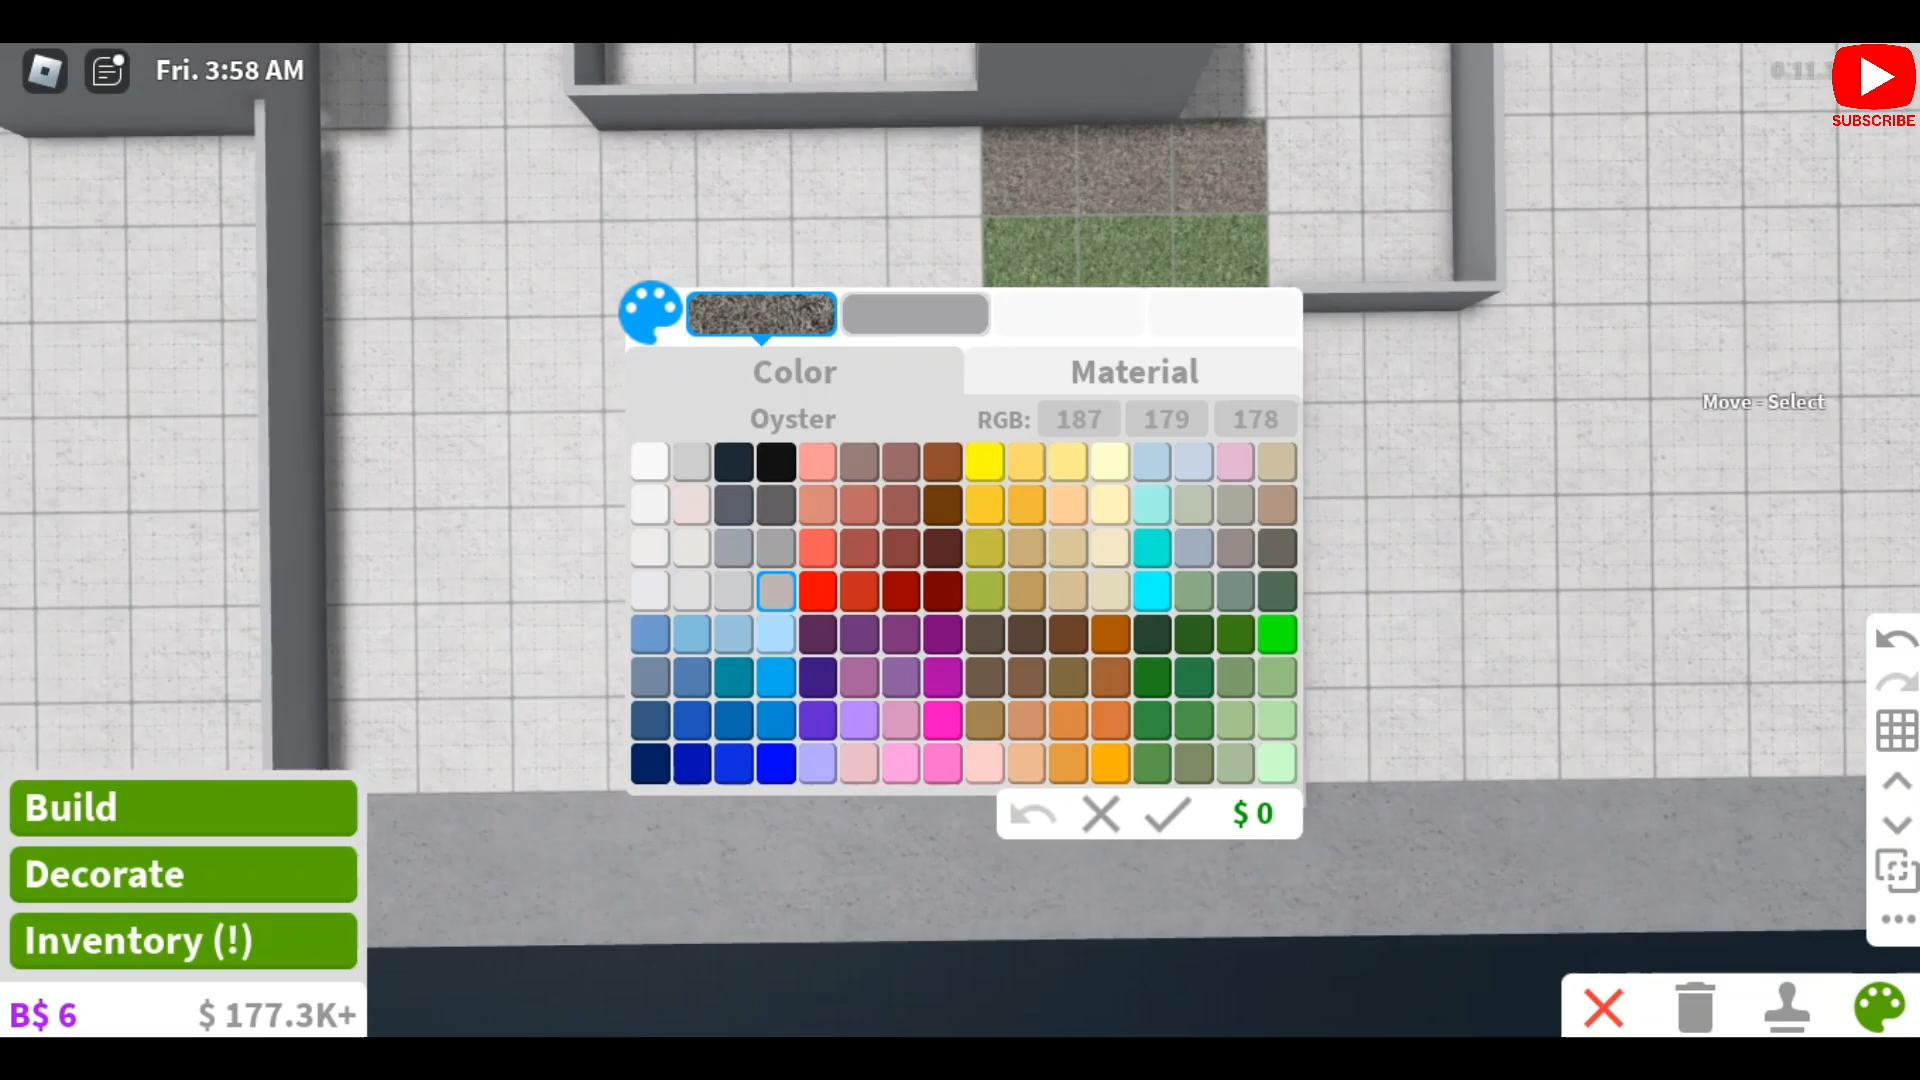 Fri. 3:58 AM
SUBSCRIBE
Color
Material
Oyster
RGB: 187 179 178
Move - Select
$ 0
Build
Decorate
Inventory (!)
B$ 6
$ 177.3K+